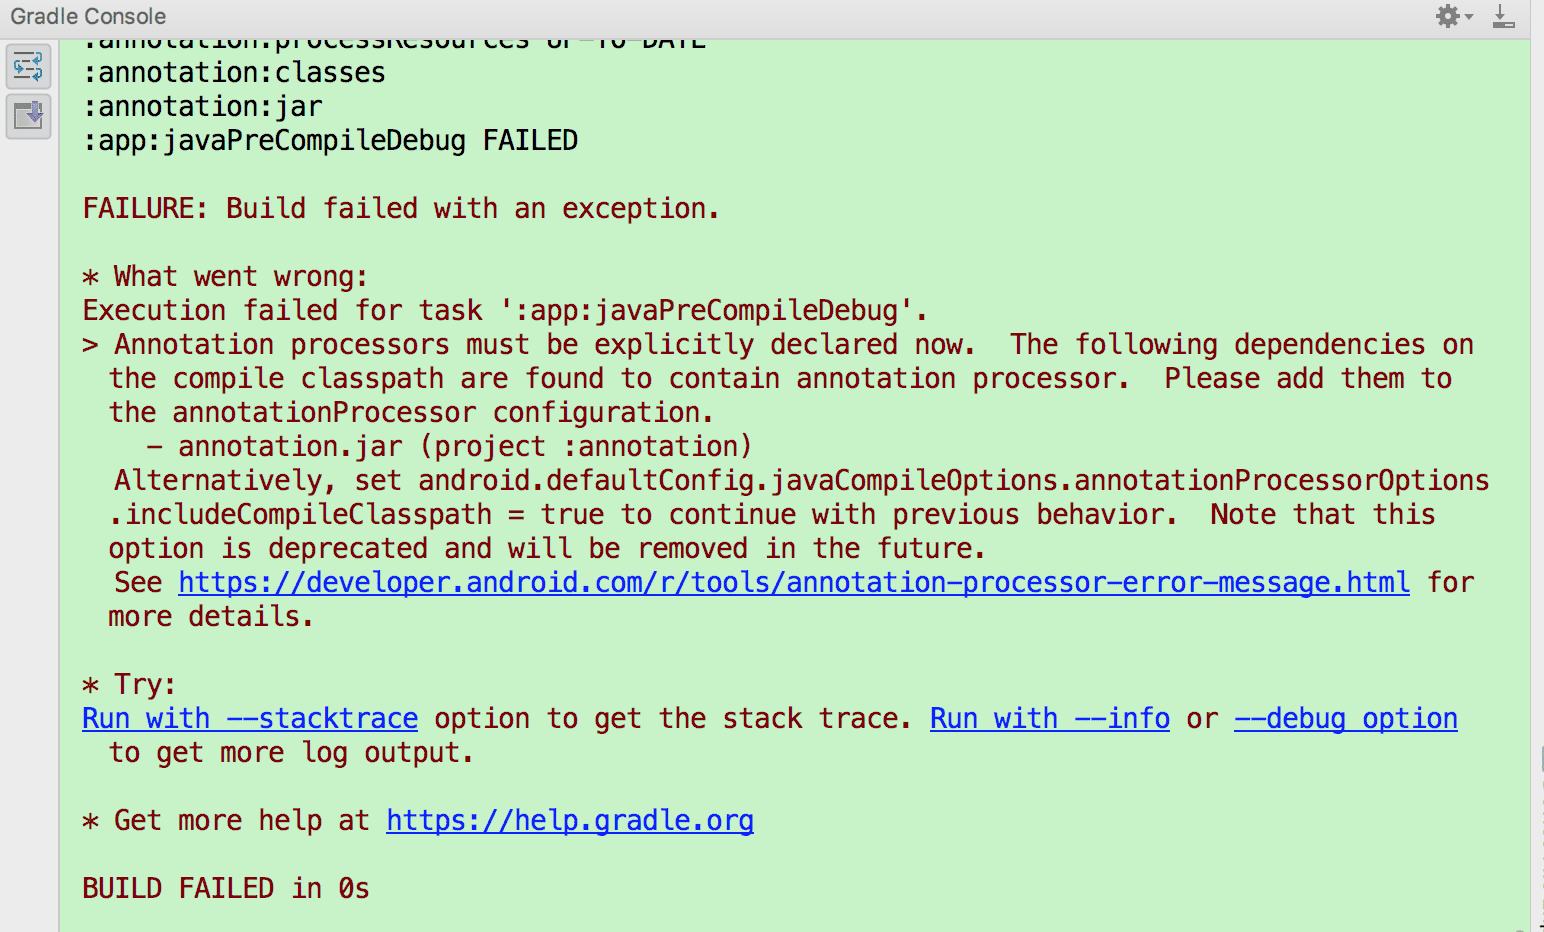 Gradle Console
:annotation:processResources UP-TO-DATE
:annotation:classes
:annotation:jar
:app:javaPreCompileDebug FAILED
FAILURE: Build failed with an exception.
* What went wrong:
Execution failed for task ':app:javaPreCompileDebug'.
> Annotation processors must be explicitly declared now.  The following dependencies on
the compile classpath are found to contain annotation processor.  Please add them to
the annotationProcessor configuration.
- annotation.jar (project :annotation)
Alternatively, set android.defaultConfig.javaCompileOptions.annotationProcessorOptions
.includeCompileClasspath = true to continue with previous behavior.  Note that this
option is deprecated and will be removed in the future.
See https://developer.android.com/r/tools/annotation-processor-error-message.html for
more details.
* Try:
Run with --stacktrace option to get the stack trace. Run with --info or --debug option
to get more log output.
* Get more help at https://help.gradle.org
BUILD FAILED in 0s